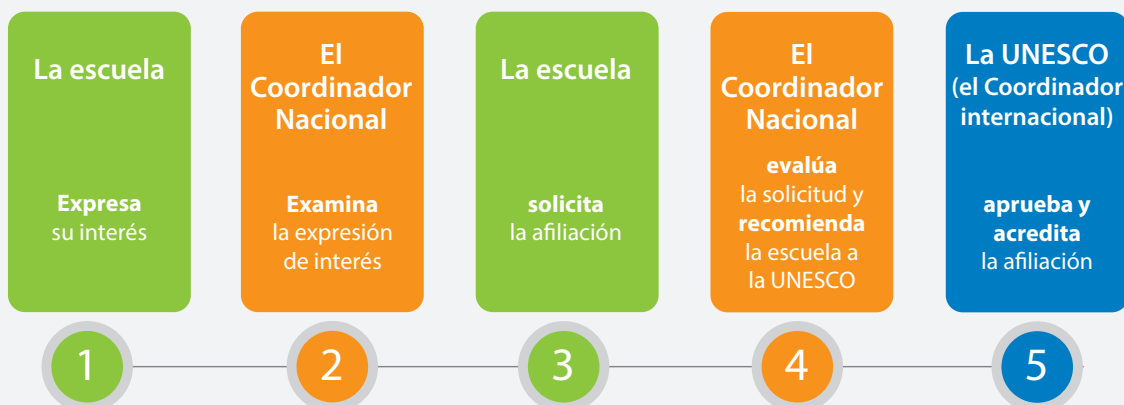 La escuela
Expresa
su interés
El
Coordinador
Nacional
Examina
la expresión
de interés
La escuela
solicita
la afiliación
El
Coordinador
Nacional
evalúa
la solicitud y
recomienda
la escuela a
la UNESCO
La UNESCO
(el Coordinador
internacional)
aprueba y
acredita
la afiliación
1
2
3
4
5